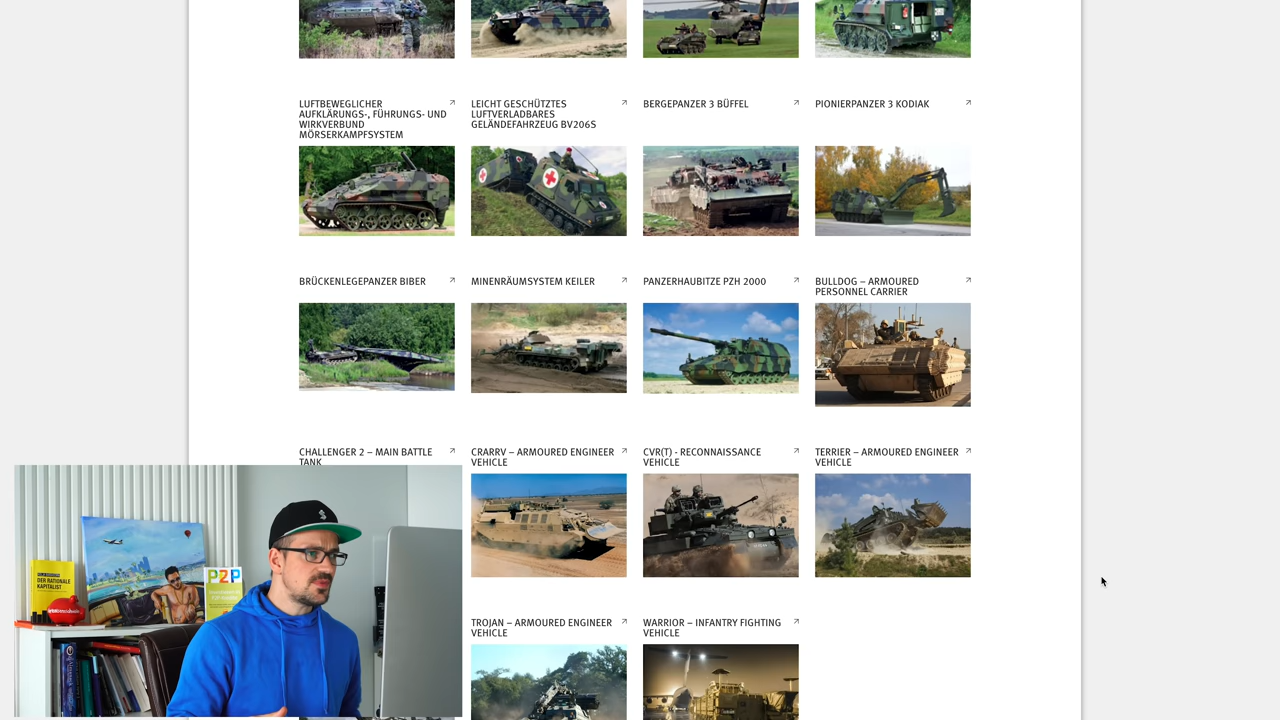 LUFTBEWEGLICHER
AUFKLÄRUNGS-, FÜHRUNGS- UND
WIRKVERBUND
MÖRSERKAMPFSYSTEM
LEICHT GESCHÜTZTES
LUFTVERLADBARES
GELÄNDEFAHRZEUG BV206S
BERGEPANZER 3 BÜFFEL
PIONIERPANZER 3 KODIAK
BRÜCKENLEGEPANZER BIBER
MINENRÄUMSYSTEM KEILER
PANZERHAUBITZE PZH 2000
BULLDOG – ARMOURED
PERSONNEL CARRIER
CHALLENGER 2 – MAIN BATTLE
TANK
CRARRV – ARMOURED ENGINEER
VEHICLE
CVR(T) - RECONNAISSANCE
VEHICLE
TERRIER – ARMOURED ENGINEER
VEHICLE
TROJAN – ARMOURED ENGINEER
VEHICLE
WARRIOR – INFANTRY FIGHTING
VEHICLE
DER RATIONALE
KAPITALIST
P2P